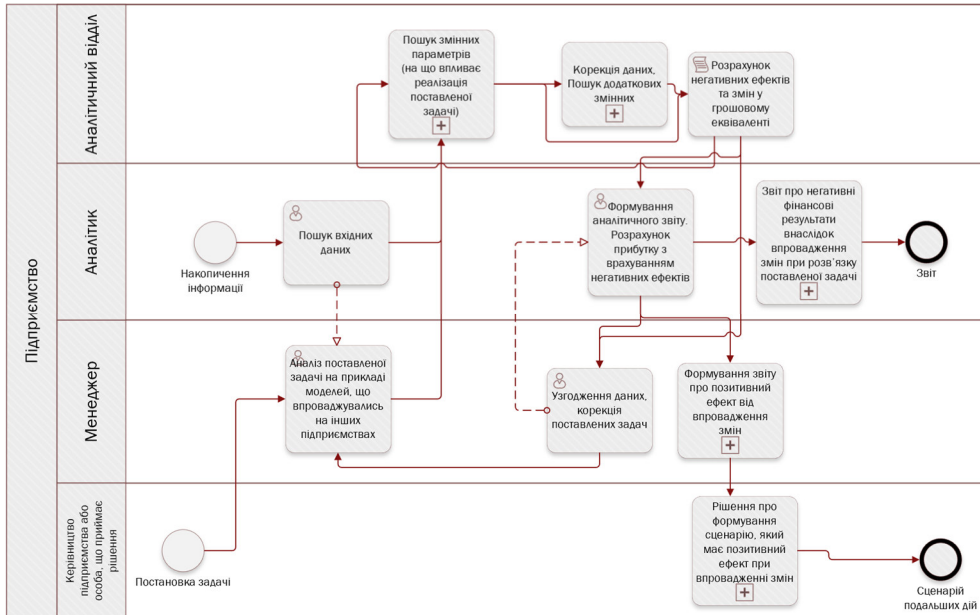 Підприємство
Аналітичний відділ
Пошук змінних
параметрів
(на що впливає
реалізація
поставленої
задачі)
Корекція даних,
Пошук додаткових
змінних
Розрахунок
негативних ефектів
та змін у
грошовому
еквіваленті
Аналітик
Накопичення
інформації
Пошук вхідних
даних
Формування
аналітичного звіту.
Розрахунок
прибутку з
врахуванням
негативних ефектів
Звіт про негативні
фінансові
результати
внаслідок
впровадження
змін при розв'язку
поставленої задачі
Звіт
Менеджер
Аналіз поставленої
задачі на прикладі
моделей, що
впроваджувались
на інших
підприємствах
Узгодження даних,
корекція
поставлених задач
Формування звіту
про позитивний
ефект від
впровадження
змін
Керівництво
підприємства або
особа, що приймає
рішення
Постановка задачі
Рішення про
формування
сценарію, який
має позитивний
ефект при
впровадженні змін
Сценарій
подальших дій